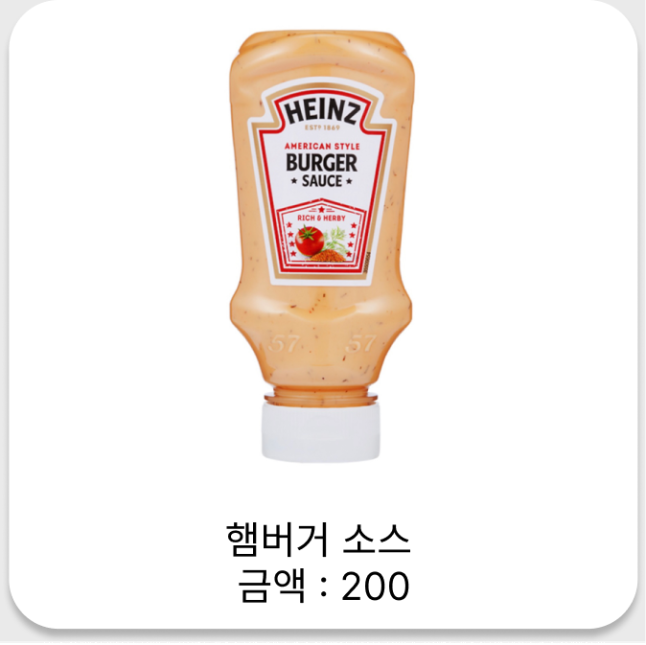 HEINZ
ESTD 1869
AMERICAN STYLE
BURGER
SAUCE
RICH & HERBY
57 57
햄버거 소스
금액 : 200